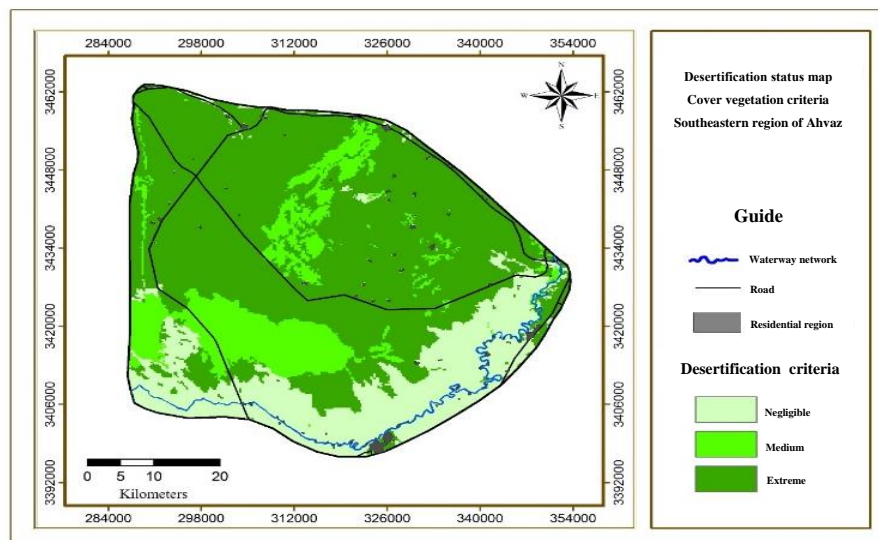 284000 298000 312000 326000 340000 354000
N
W E
S
3462000 3448000 3434000 3420000 3406000 3392000
3462000 3448000 3434000 3420000 3406000 3392000
0 5 10 20
Kilometers
284000 298000 312000 326000 340000 354000
Desertification status map
Cover vegetation criteria
Southeastern region of Ahvaz
Guide
Waterway network
Road
Residential region
Desertification criteria
Negligible
Medium
Extreme